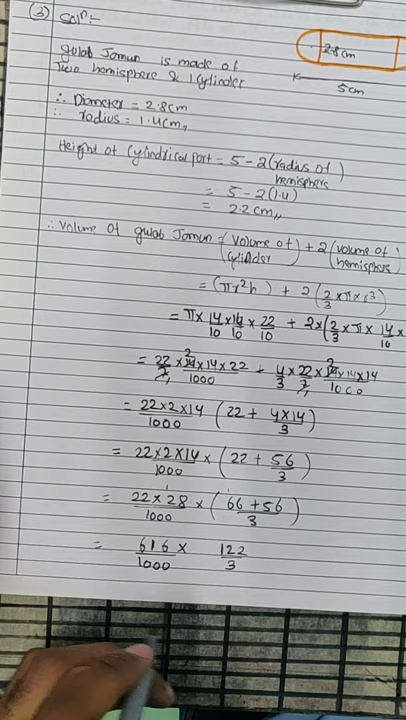 ③ Solⁿ:-
2.8cm
5cm
gulab Jamun is made of
Two hemisphere & 1 Cylinder
∴ Diameter = 2.8cm
∴ radius = 1.4cm,,
Height of Cylindrical part = 5 - 2(radius of hemisphere)
= 5 - 2(1.4)
= 2.2cm,,
∴ Volume of gulab Jamun = (Volume of cylinder) + 2(Volume of hemisphere)
= (πr²h) + 2(2/3 × π × r³)
= π × 14/10 × 14/10 × 22/10 + 2×(2/3 × π × 14/10 ×
= 22/7 × 14×14×22/1000 + 4/3 × 22/7 × 14×14×14/1000
= 22×2×14/1000 (22 + 4×14/3)
= 22×2×14/1000 × (22 + 56/3)
= 22×28/1000 × (66+56/3)
= 616/1000 × 122/3